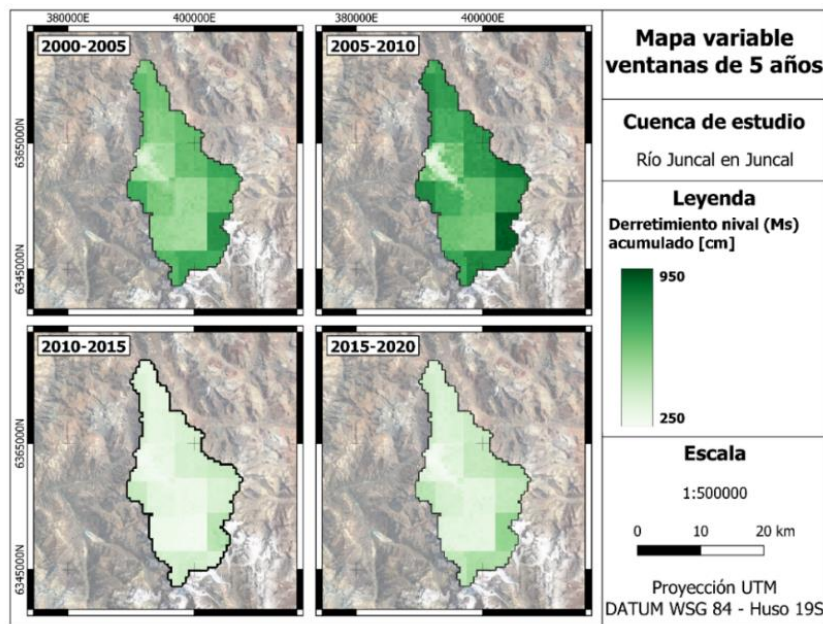 380000E
400000E
380000E
400000E
2000-2005
2005-2010
6365000N
6345000N
2010-2015
2015-2020
6365000N
6345000N
Mapa variable
ventanas de 5 años
Cuenca de estudio
Río Juncal en Juncal
Leyenda
Derretimiento nival (Ms)
acumulado [cm]
950
250
Escala
1:500000
0 10 20 km
Proyección UTM
DATUM WSG 84 - Huso 19S